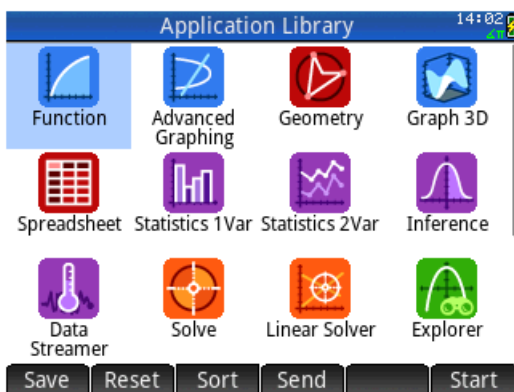 Application Library
14:02
∡π
Function
Advanced
Graphing
Geometry
Graph 3D
Spreadsheet
Statistics 1Var
Statistics 2Var
Inference
Data
Streamer
Solve
Linear Solver
Explorer
Save
Reset
Sort
Send
Start